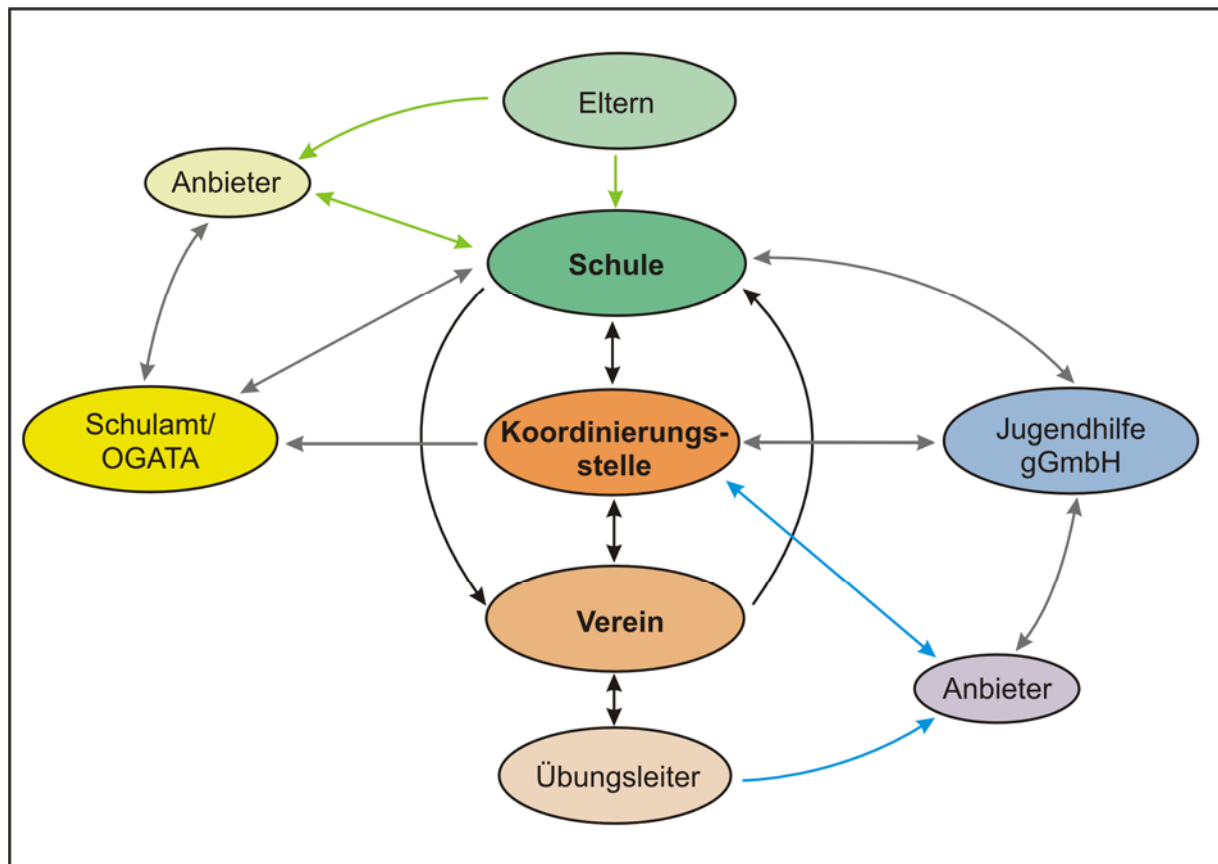 Eltern
Anbieter
Schule
Schulamt/
OGATA
Koordinierungs-
stelle
Jugendhilfe
gGmbH
Verein
Anbieter
Übungsleiter